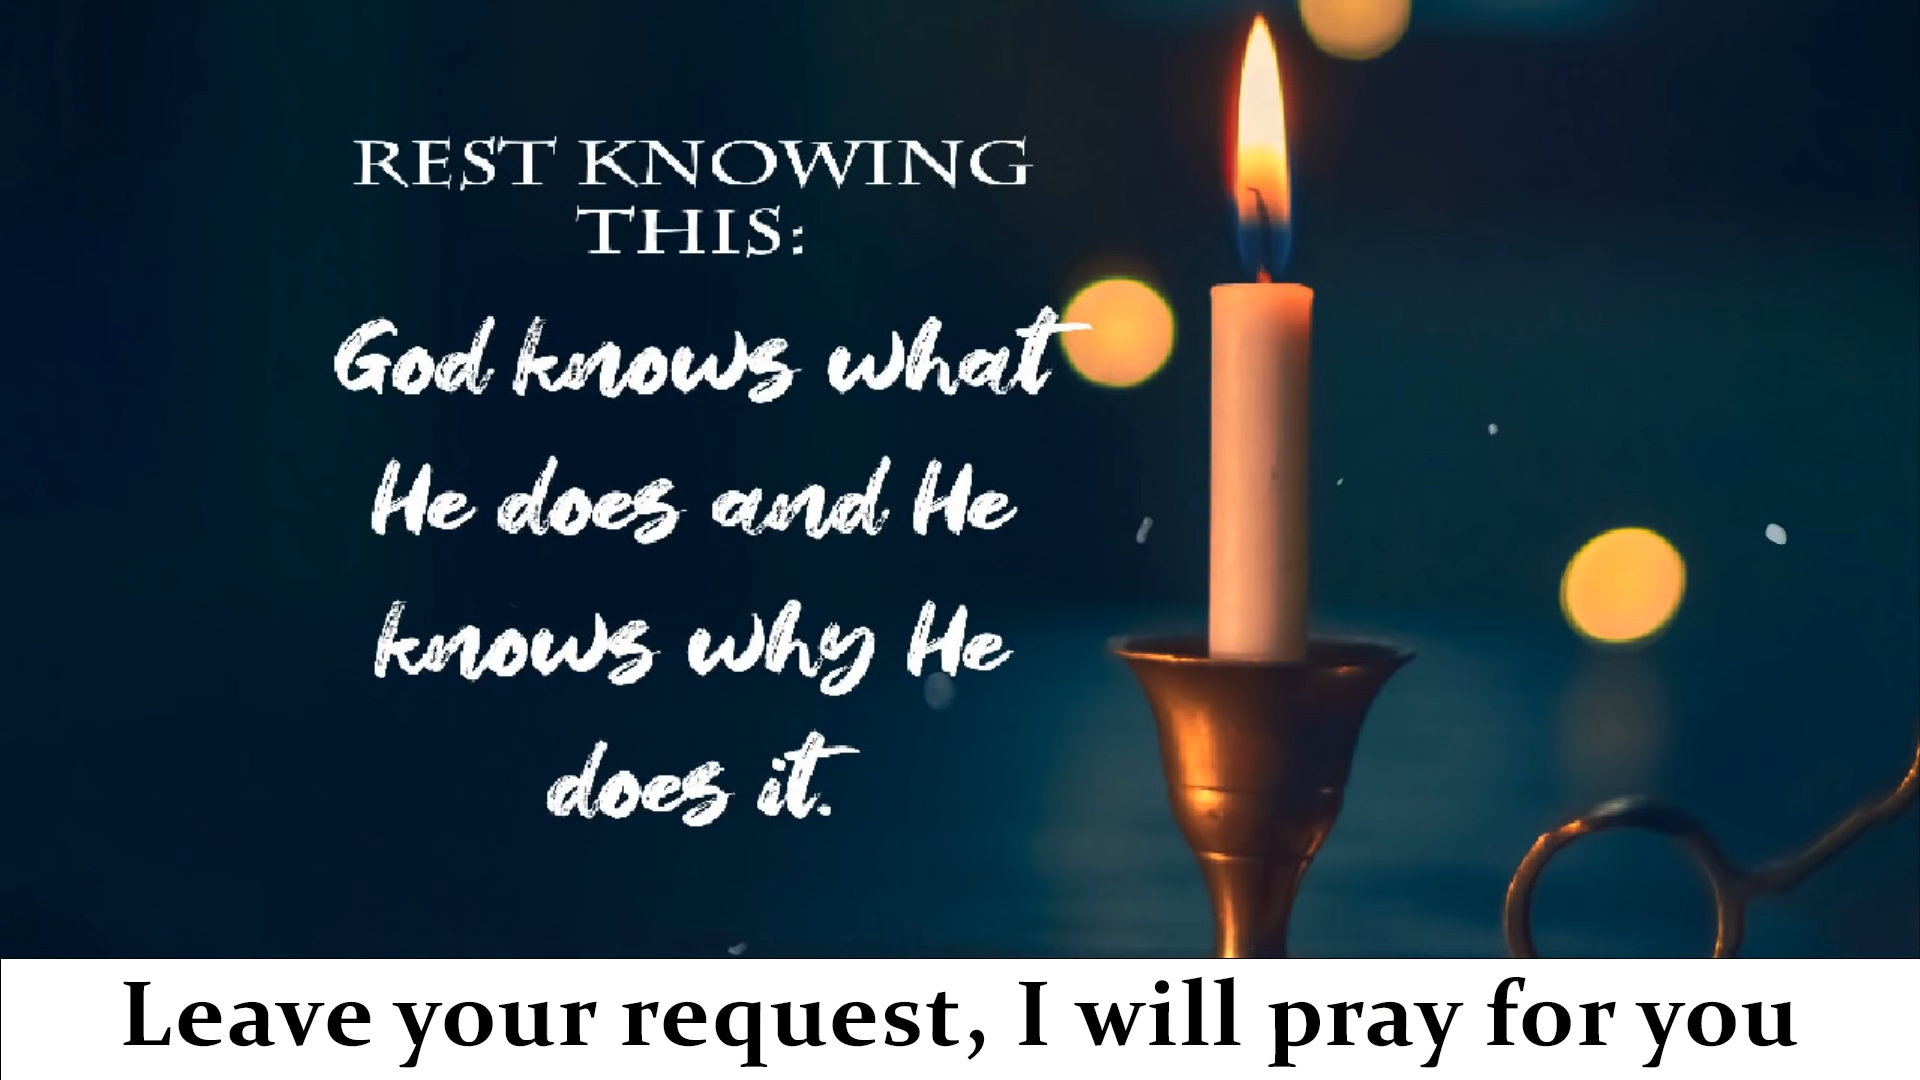 REST KNOWING
THIS:
God knows what
He does and He
knows why He
does it.
Leave your request, I will pray for you